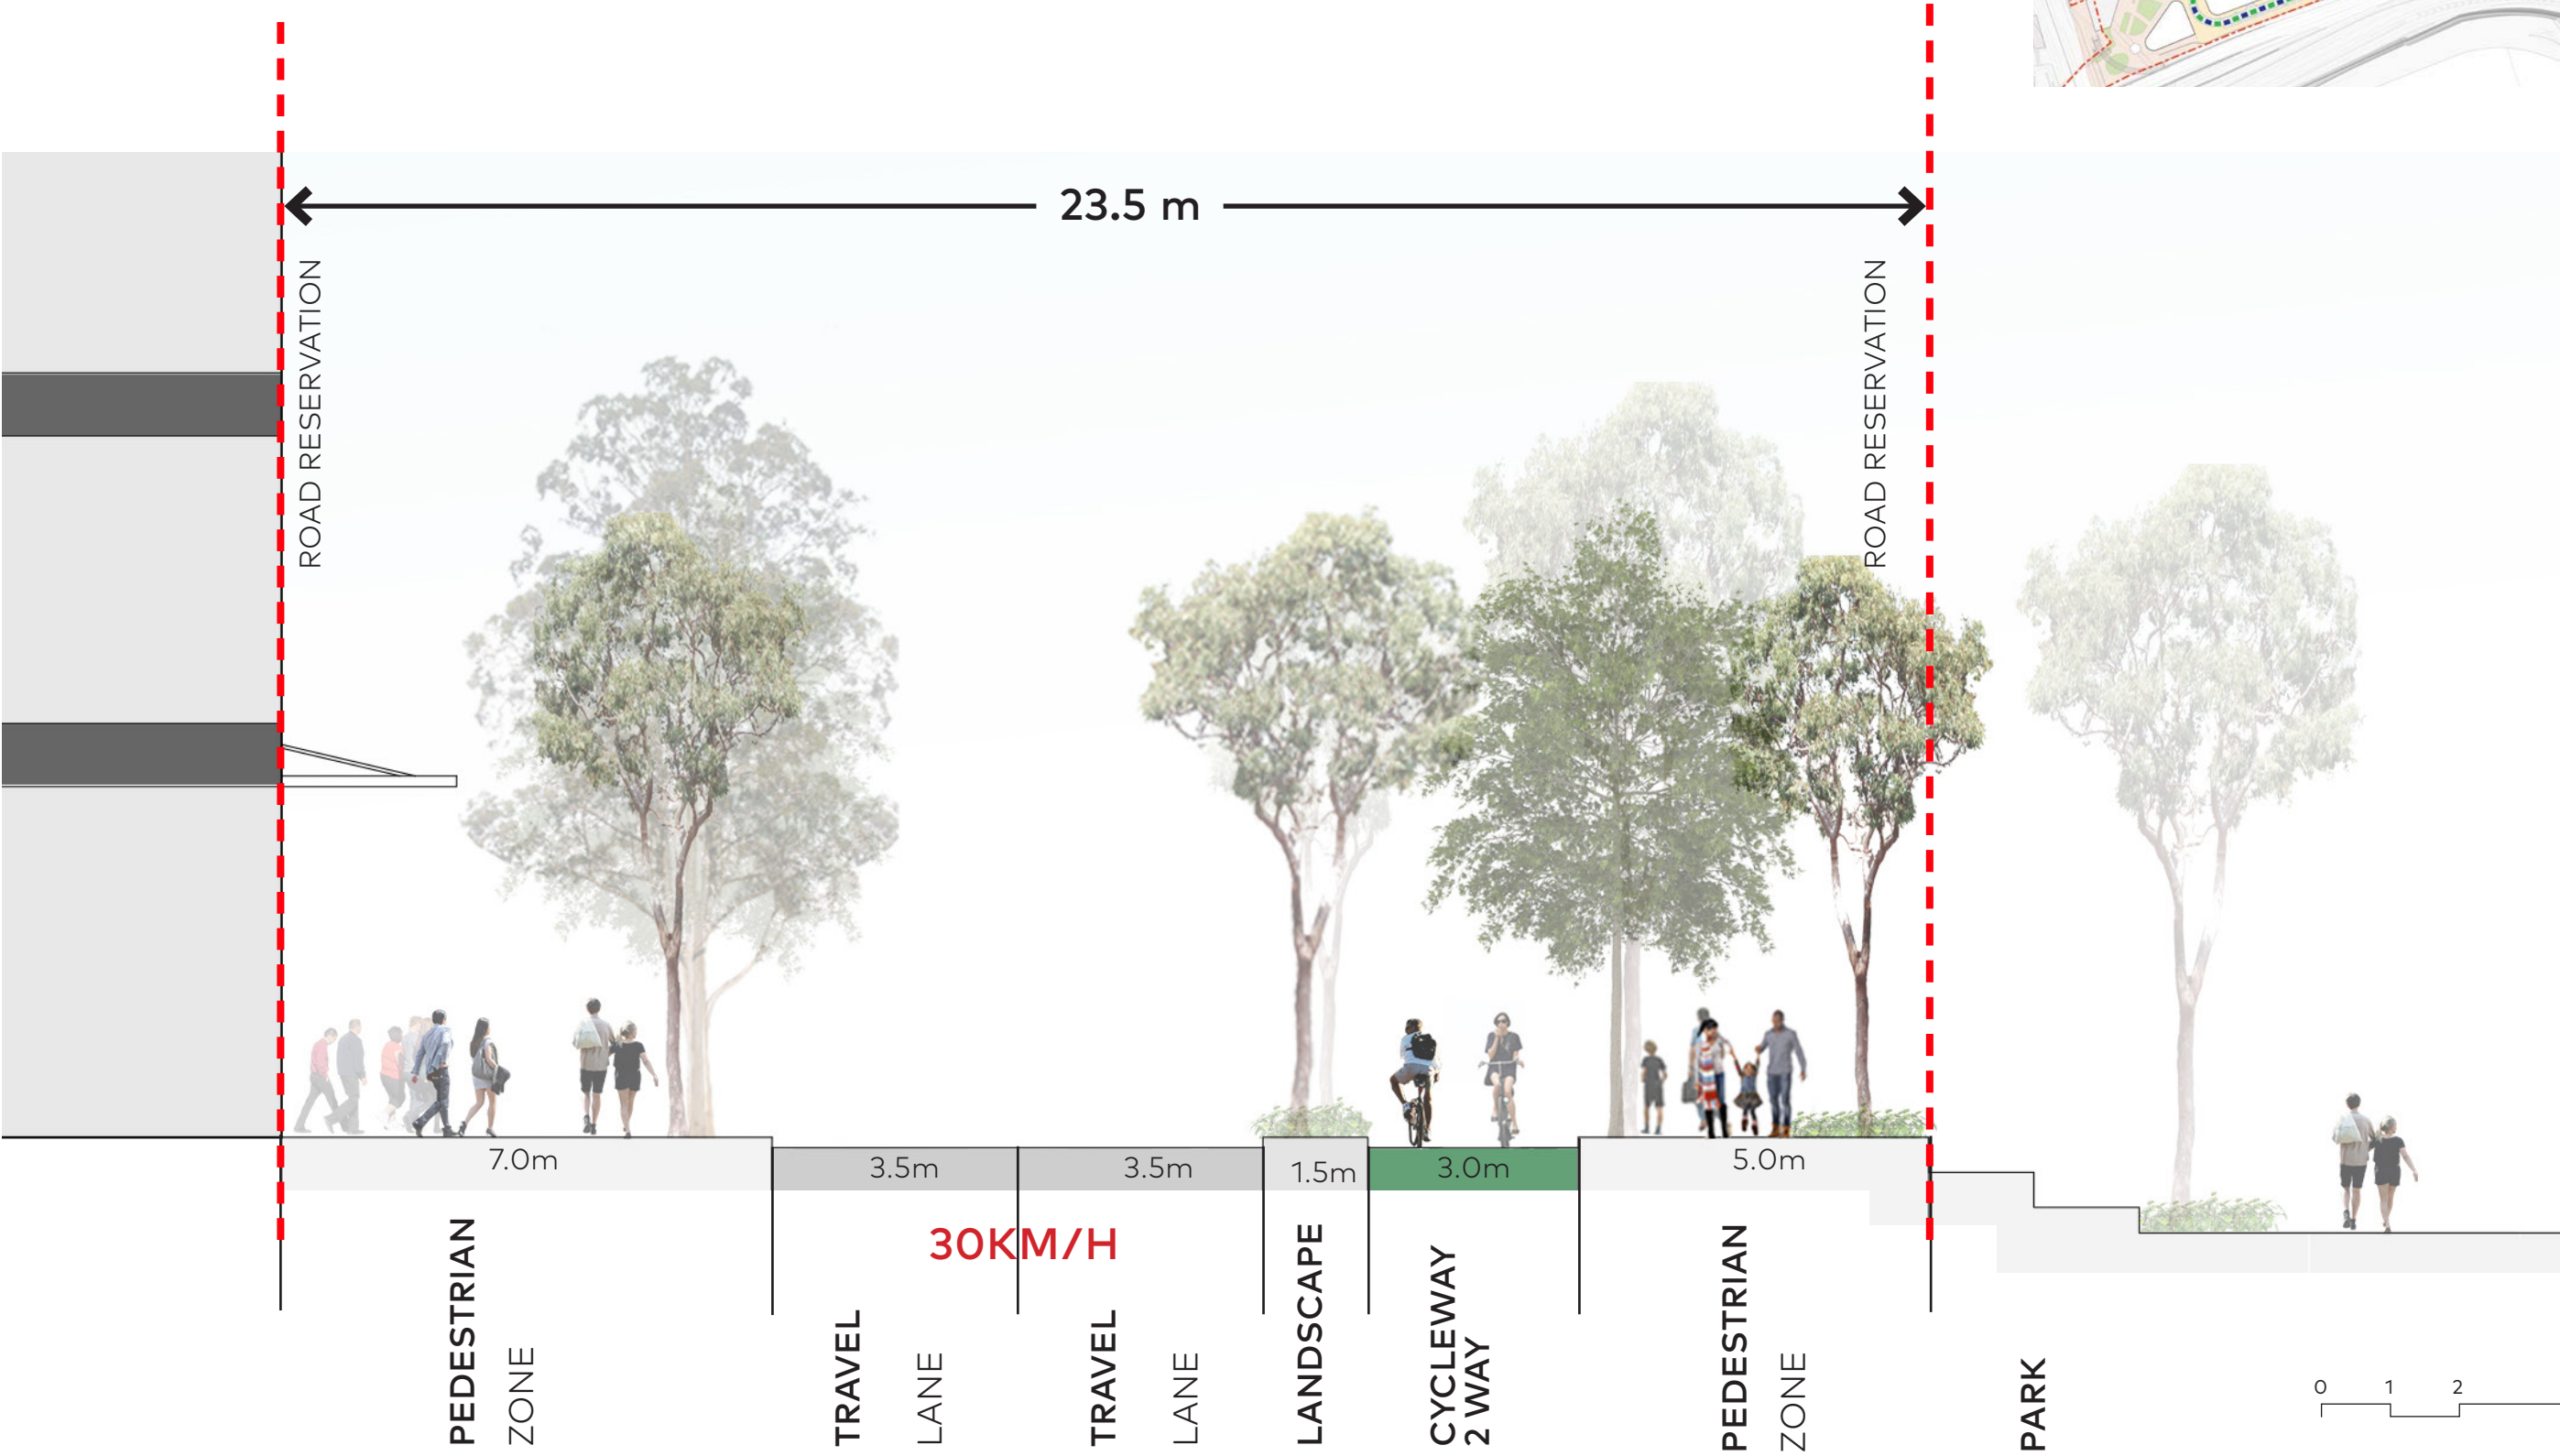 23.5 m
ROAD RESERVATION
ROAD RESERVATION
7.0m
3.5m
3.5m
1.5m
3.0m
5.0m
30KM/H
PEDESTRIAN
ZONE
TRAVEL
LANE
TRAVEL
LANE
LANDSCAPE
CYCLEWAY
2 WAY
PEDESTRIAN
ZONE
PARK
0 1 2